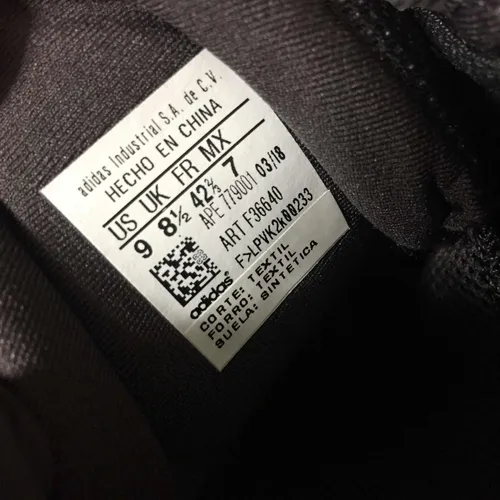 adidas Industrial S.A. de C.V.
HECHO EN CHINA
US UK FR MX
9 8½ 42⅔ 7
APE 779001 03/18
ART F36640
F>LPVK2k00233
adidas
CORTE: TEXTIL
FORRO: TEXTIL
SUELA: SINTETICA